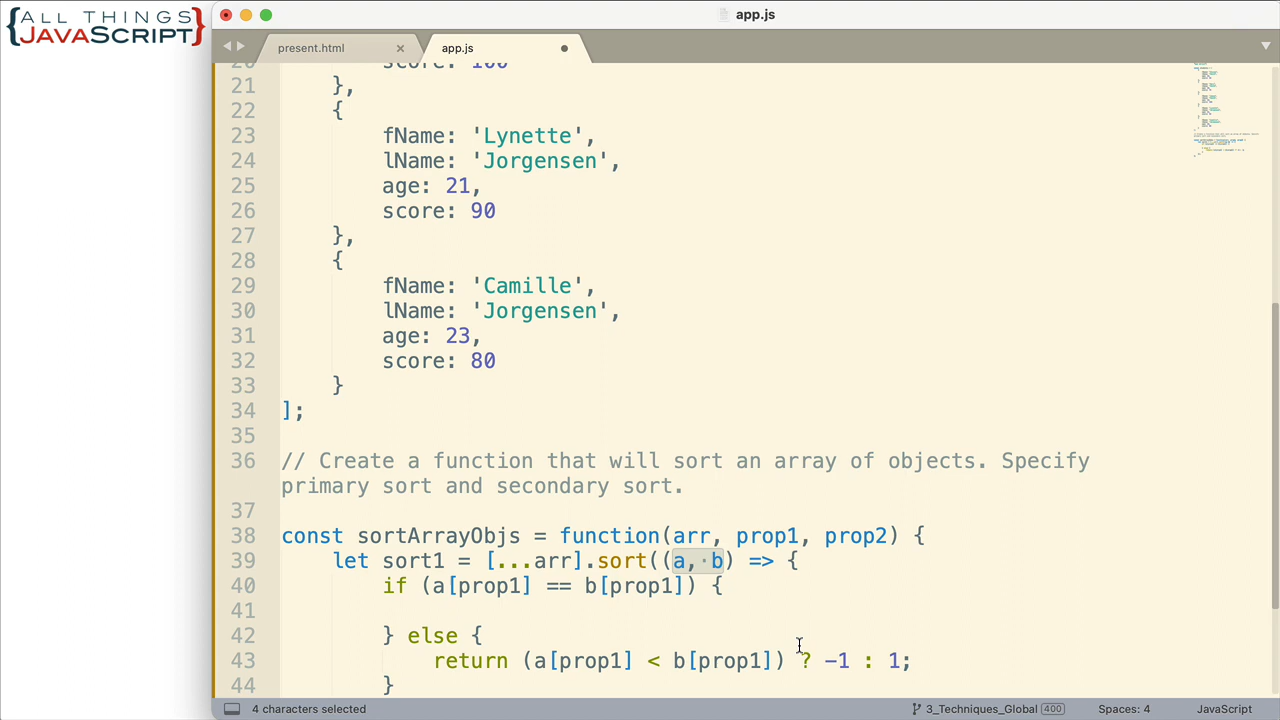 ALL THINGS
JAVASCRIPT
app.js
present.html
app.js
20 score: 100
21 },
22 {
23 fName: 'Lynette',
24 lName: 'Jorgensen',
25 age: 21,
26 score: 90
27 },
28 {
29 fName: 'Camille',
30 lName: 'Jorgensen',
31 age: 23,
32 score: 80
33 }
34 ];
35
36 // Create a function that will sort an array of objects. Specify
primary sort and secondary sort.
37
38 const sortArrayObjs = function(arr, prop1, prop2) {
39 let sort1 = [...arr].sort((a, b) => {
40 if (a[prop1] == b[prop1]) {
41
42 } else {
43 return (a[prop1] < b[prop1]) ? -1 : 1;
44 }
4 characters selected
3_Techniques_Global 400
Spaces: 4
JavaScript